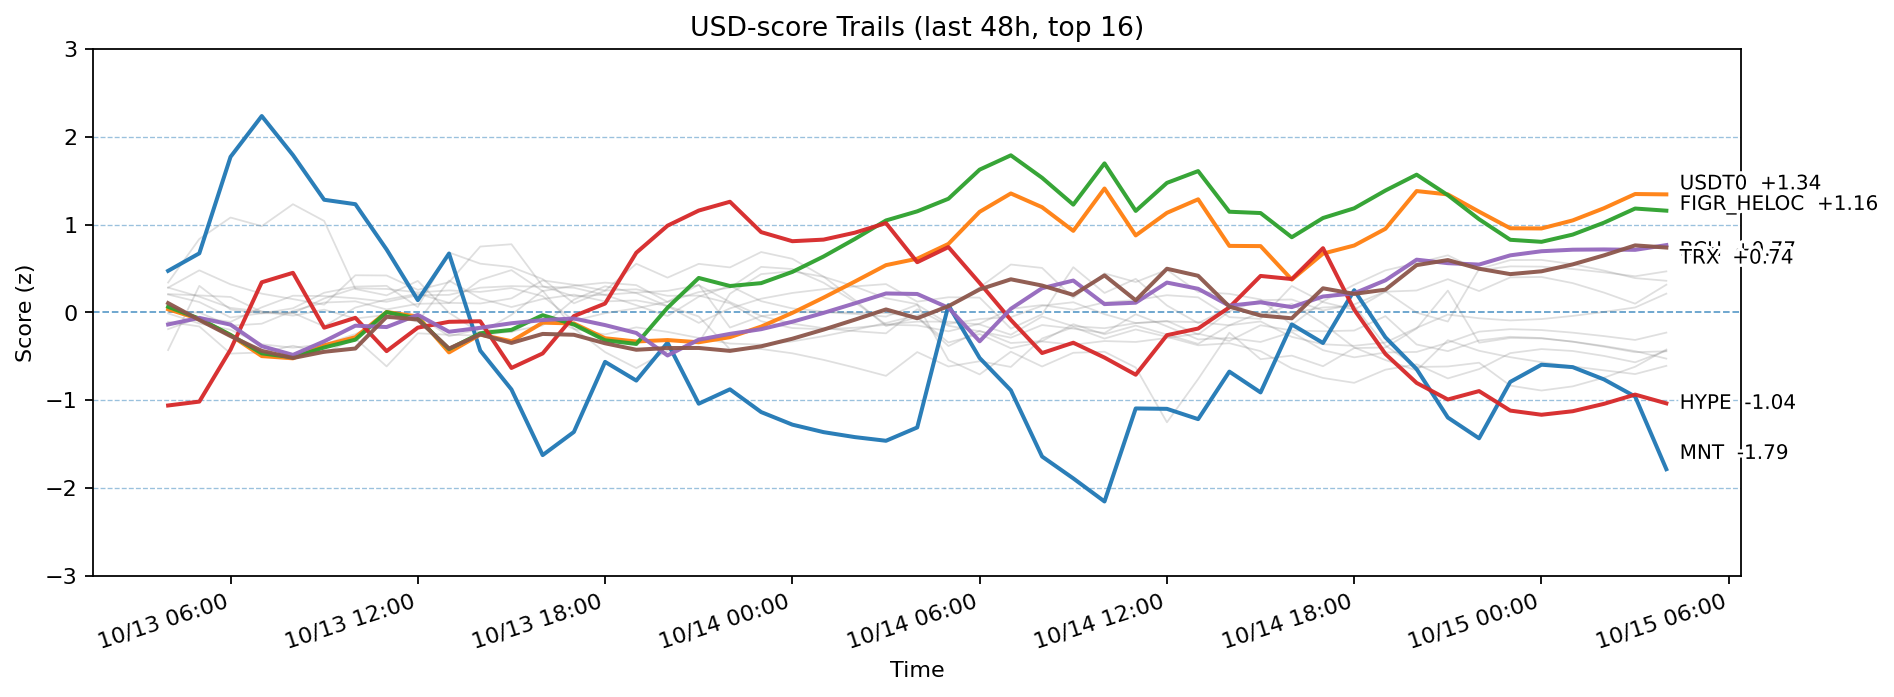 USD-score Trails (last 48h, top 16)
Score (z)
3
2
1
0
−1
−2
−3
USDT0 +1.34
FIGR_HELOC +1.16
+0.77
TRX +0.74
HYPE -1.04
MNT -1.79
10/13 06:00
10/13 12:00
10/13 18:00
10/14 00:00
10/14 06:00
10/14 12:00
10/14 18:00
10/15 00:00
10/15 06:00
Time